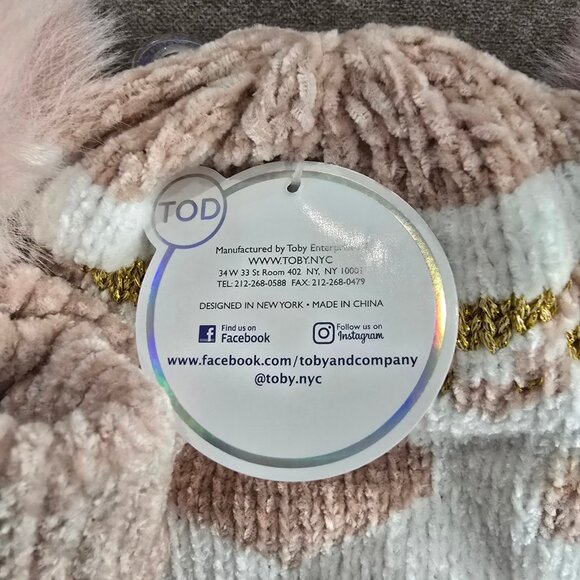 TOD
Manufactured by Toby
WWW.TOBY.NYC
34 W 33 St Room 402 NY, NY 10001
TEL: 212-268-0588 FAX: 212-268-0479
DESIGNED IN NEW YORK • MADE IN CHINA
f Find us on Facebook
Follow us on Instagram
www.facebook.com/tobyandcompany
@toby.nyc